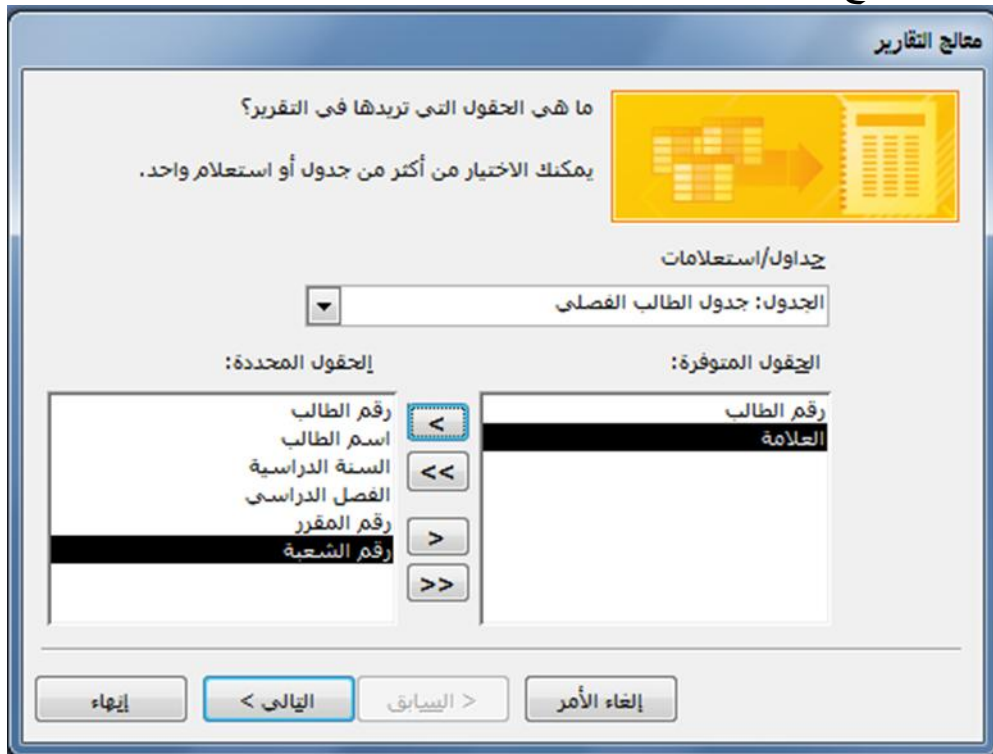 معالج التقارير
ما هي الحقول التي تريدها في التقرير؟
يمكنك الاختيار من أكثر من جدول أو استعلام واحد.
جداول/استعلامات
الجدول: جدول الطالب الفصلي
الحقول المتوفرة:
رقم الطالب
العلامة
>
>>
<
<<
الحقول المحددة:
رقم الطالب
اسم الطالب
السنة الدراسية
الفصل الدراسي
رقم المقرر
رقم الشعبة
إلغاء الأمر
< السابق
التالي >
إنهاء